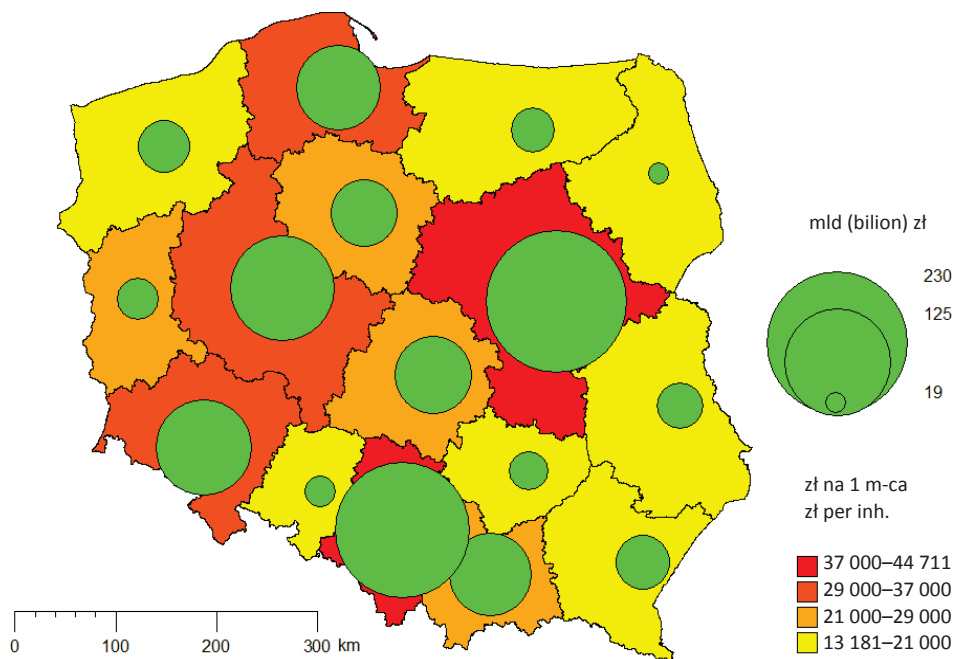 mld (bilion) zł
230
125
19
zł na 1 m-ca
zł per inh.
37 000–44 711
29 000–37 000
21 000–29 000
13 181–21 000
0 100 200 300 km